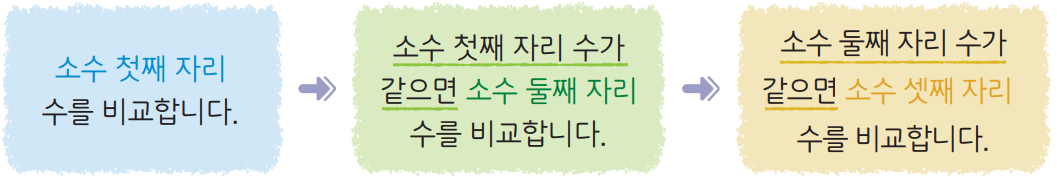 소수 첫째 자리
수를 비교합니다.
소수 첫째 자리 수가
같으면 소수 둘째 자리
수를 비교합니다.
소수 둘째 자리 수가
같으면 소수 셋째 자리
수를 비교합니다.